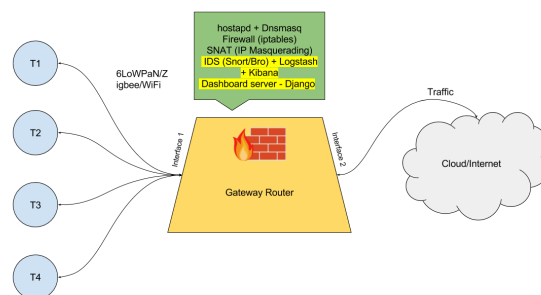 hostapd + Dnsmasq
Firewall (iptables)
SNAT (IP Masquerading)
IDS (Snort/Bro) + Logstash
+ Kibana
Dashboard server - Django
T1
6LoWPaN/Z
igbee/WiFi
Traffic
T2
Interface 1
Interface 2
Cloud/Internet
Gateway Router
T3
T4